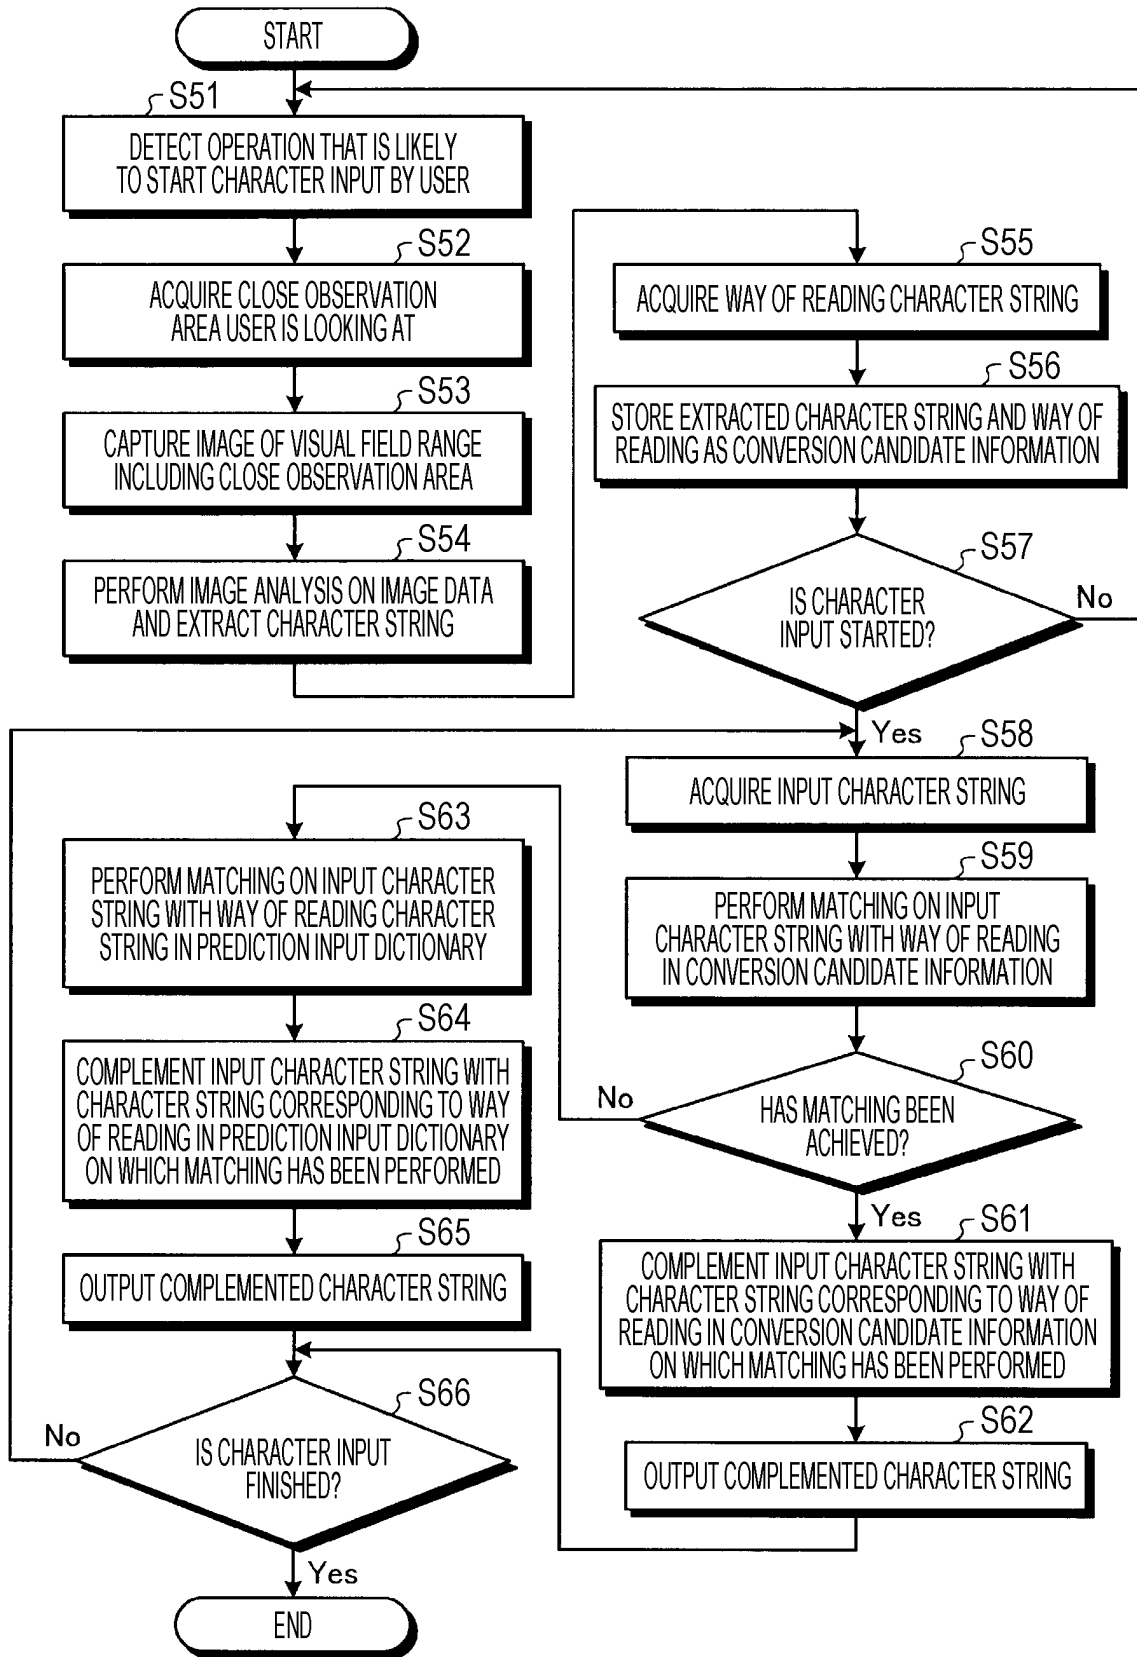 START
S51
DETECT OPERATION THAT IS LIKELY
TO START CHARACTER INPUT BY USER
S52
ACQUIRE CLOSE OBSERVATION
AREA USER IS LOOKING AT
S53
CAPTURE IMAGE OF VISUAL FIELD RANGE
INCLUDING CLOSE OBSERVATION AREA
S54
PERFORM IMAGE ANALYSIS ON IMAGE DATA
AND EXTRACT CHARACTER STRING
S55
ACQUIRE WAY OF READING CHARACTER STRING
S56
STORE EXTRACTED CHARACTER STRING AND WAY OF
READING AS CONVERSION CANDIDATE INFORMATION
S57
IS CHARACTER
INPUT STARTED?
No
Yes
S58
ACQUIRE INPUT CHARACTER STRING
S59
PERFORM MATCHING ON INPUT
CHARACTER STRING WITH WAY OF READING
IN CONVERSION CANDIDATE INFORMATION
S60
HAS MATCHING BEEN
ACHIEVED?
No
Yes
S61
COMPLEMENT INPUT CHARACTER STRING WITH
CHARACTER STRING CORRESPONDING TO WAY OF
READING IN CONVERSION CANDIDATE INFORMATION
ON WHICH MATCHING HAS BEEN PERFORMED
S62
OUTPUT COMPLEMENTED CHARACTER STRING
S63
PERFORM MATCHING ON INPUT CHARACTER
STRING WITH WAY OF READING CHARACTER
STRING IN PREDICTION INPUT DICTIONARY
S64
COMPLEMENT INPUT CHARACTER STRING WITH
CHARACTER STRING CORRESPONDING TO WAY
OF READING IN PREDICTION INPUT DICTIONARY
ON WHICH MATCHING HAS BEEN PERFORMED
S65
OUTPUT COMPLEMENTED CHARACTER STRING
S66
IS CHARACTER INPUT
FINISHED?
No
Yes
END